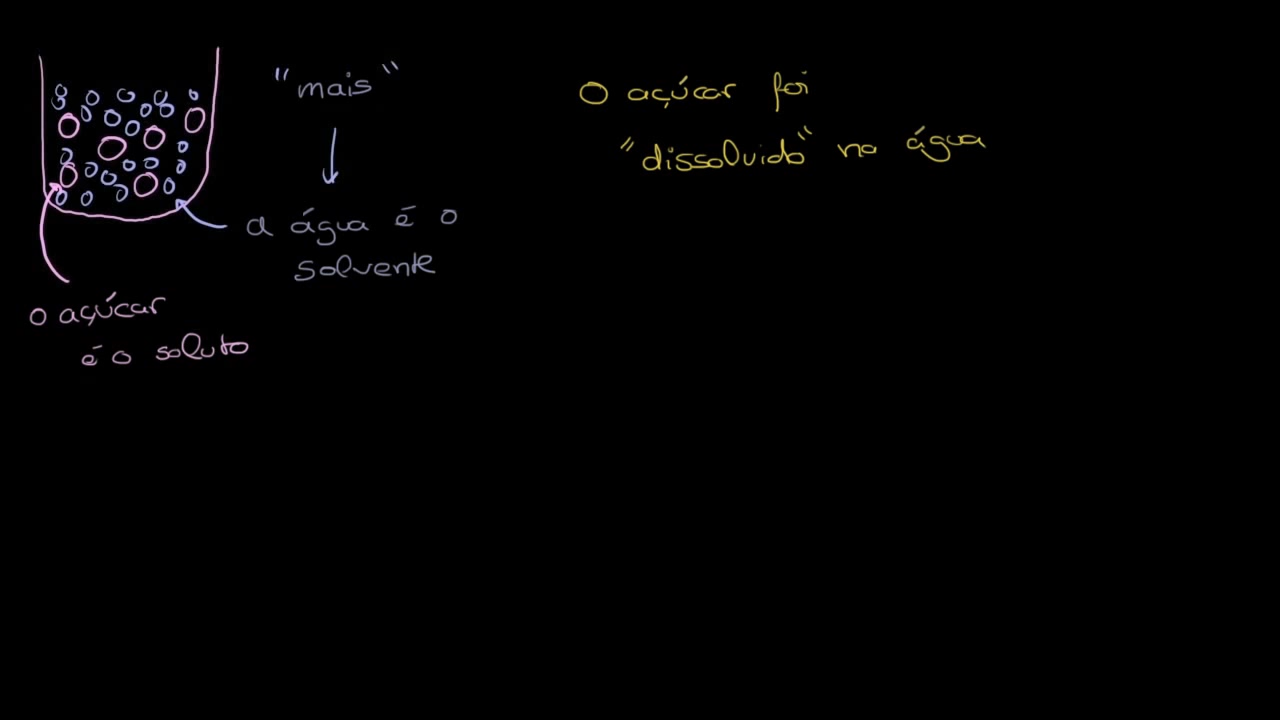 "mais"
a água é o
solvente
o açúcar
é o soluto
O açúcar foi
"dissolvido" na água